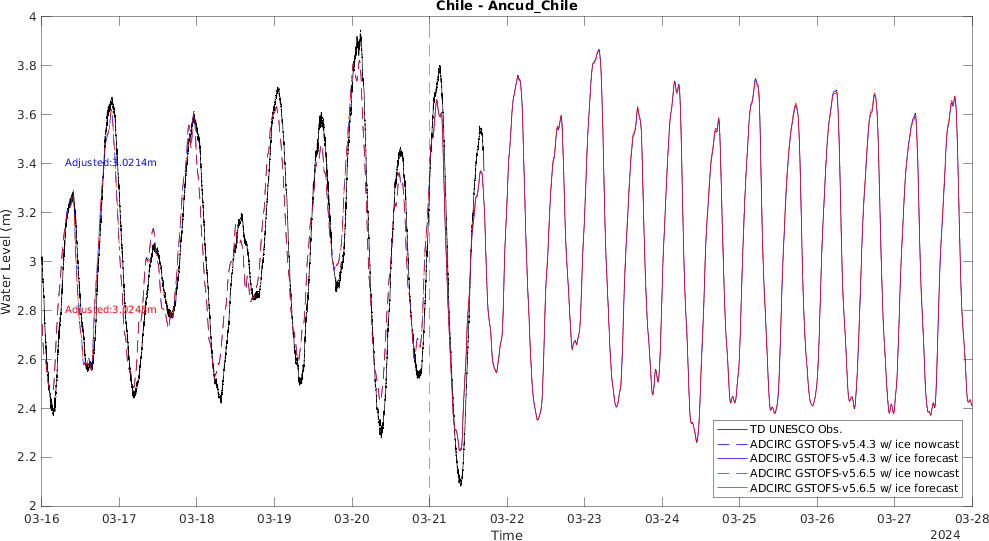 Chile - Ancud_Chile
4
3.8
3.6
3.4
3.2
3
2.8
2.6
2.4
2.2
2
Water Level (m)
Adjusted:3.0214m
Adjusted:3.0245m
TD UNESCO Obs.
ADCIRC GSTOFS-v5.4.3 w/ ice nowcast
ADCIRC GSTOFS-v5.4.3 w/ ice forecast
ADCIRC GSTOFS-v5.6.5 w/ ice nowcast
ADCIRC GSTOFS-v5.6.5 w/ ice forecast
03-16 03-17 03-18 03-19 03-20 03-21 03-22 03-23 03-24 03-25 03-26 03-27 03-28
Time
2024